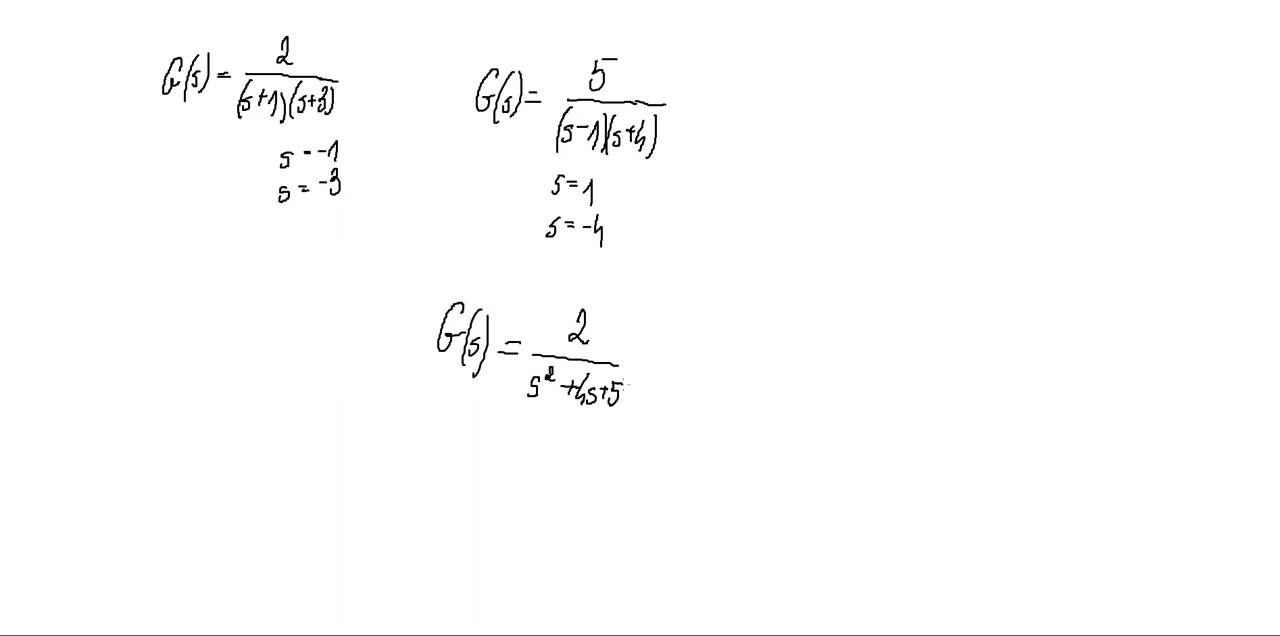 G(s) = 2 / (s+1)(s+3)
s = -1
s = -3
G(s) = 5 / (s-1)(s+4)
s = 1
s = -4
G(s) = 2 / s² + 4s + 5